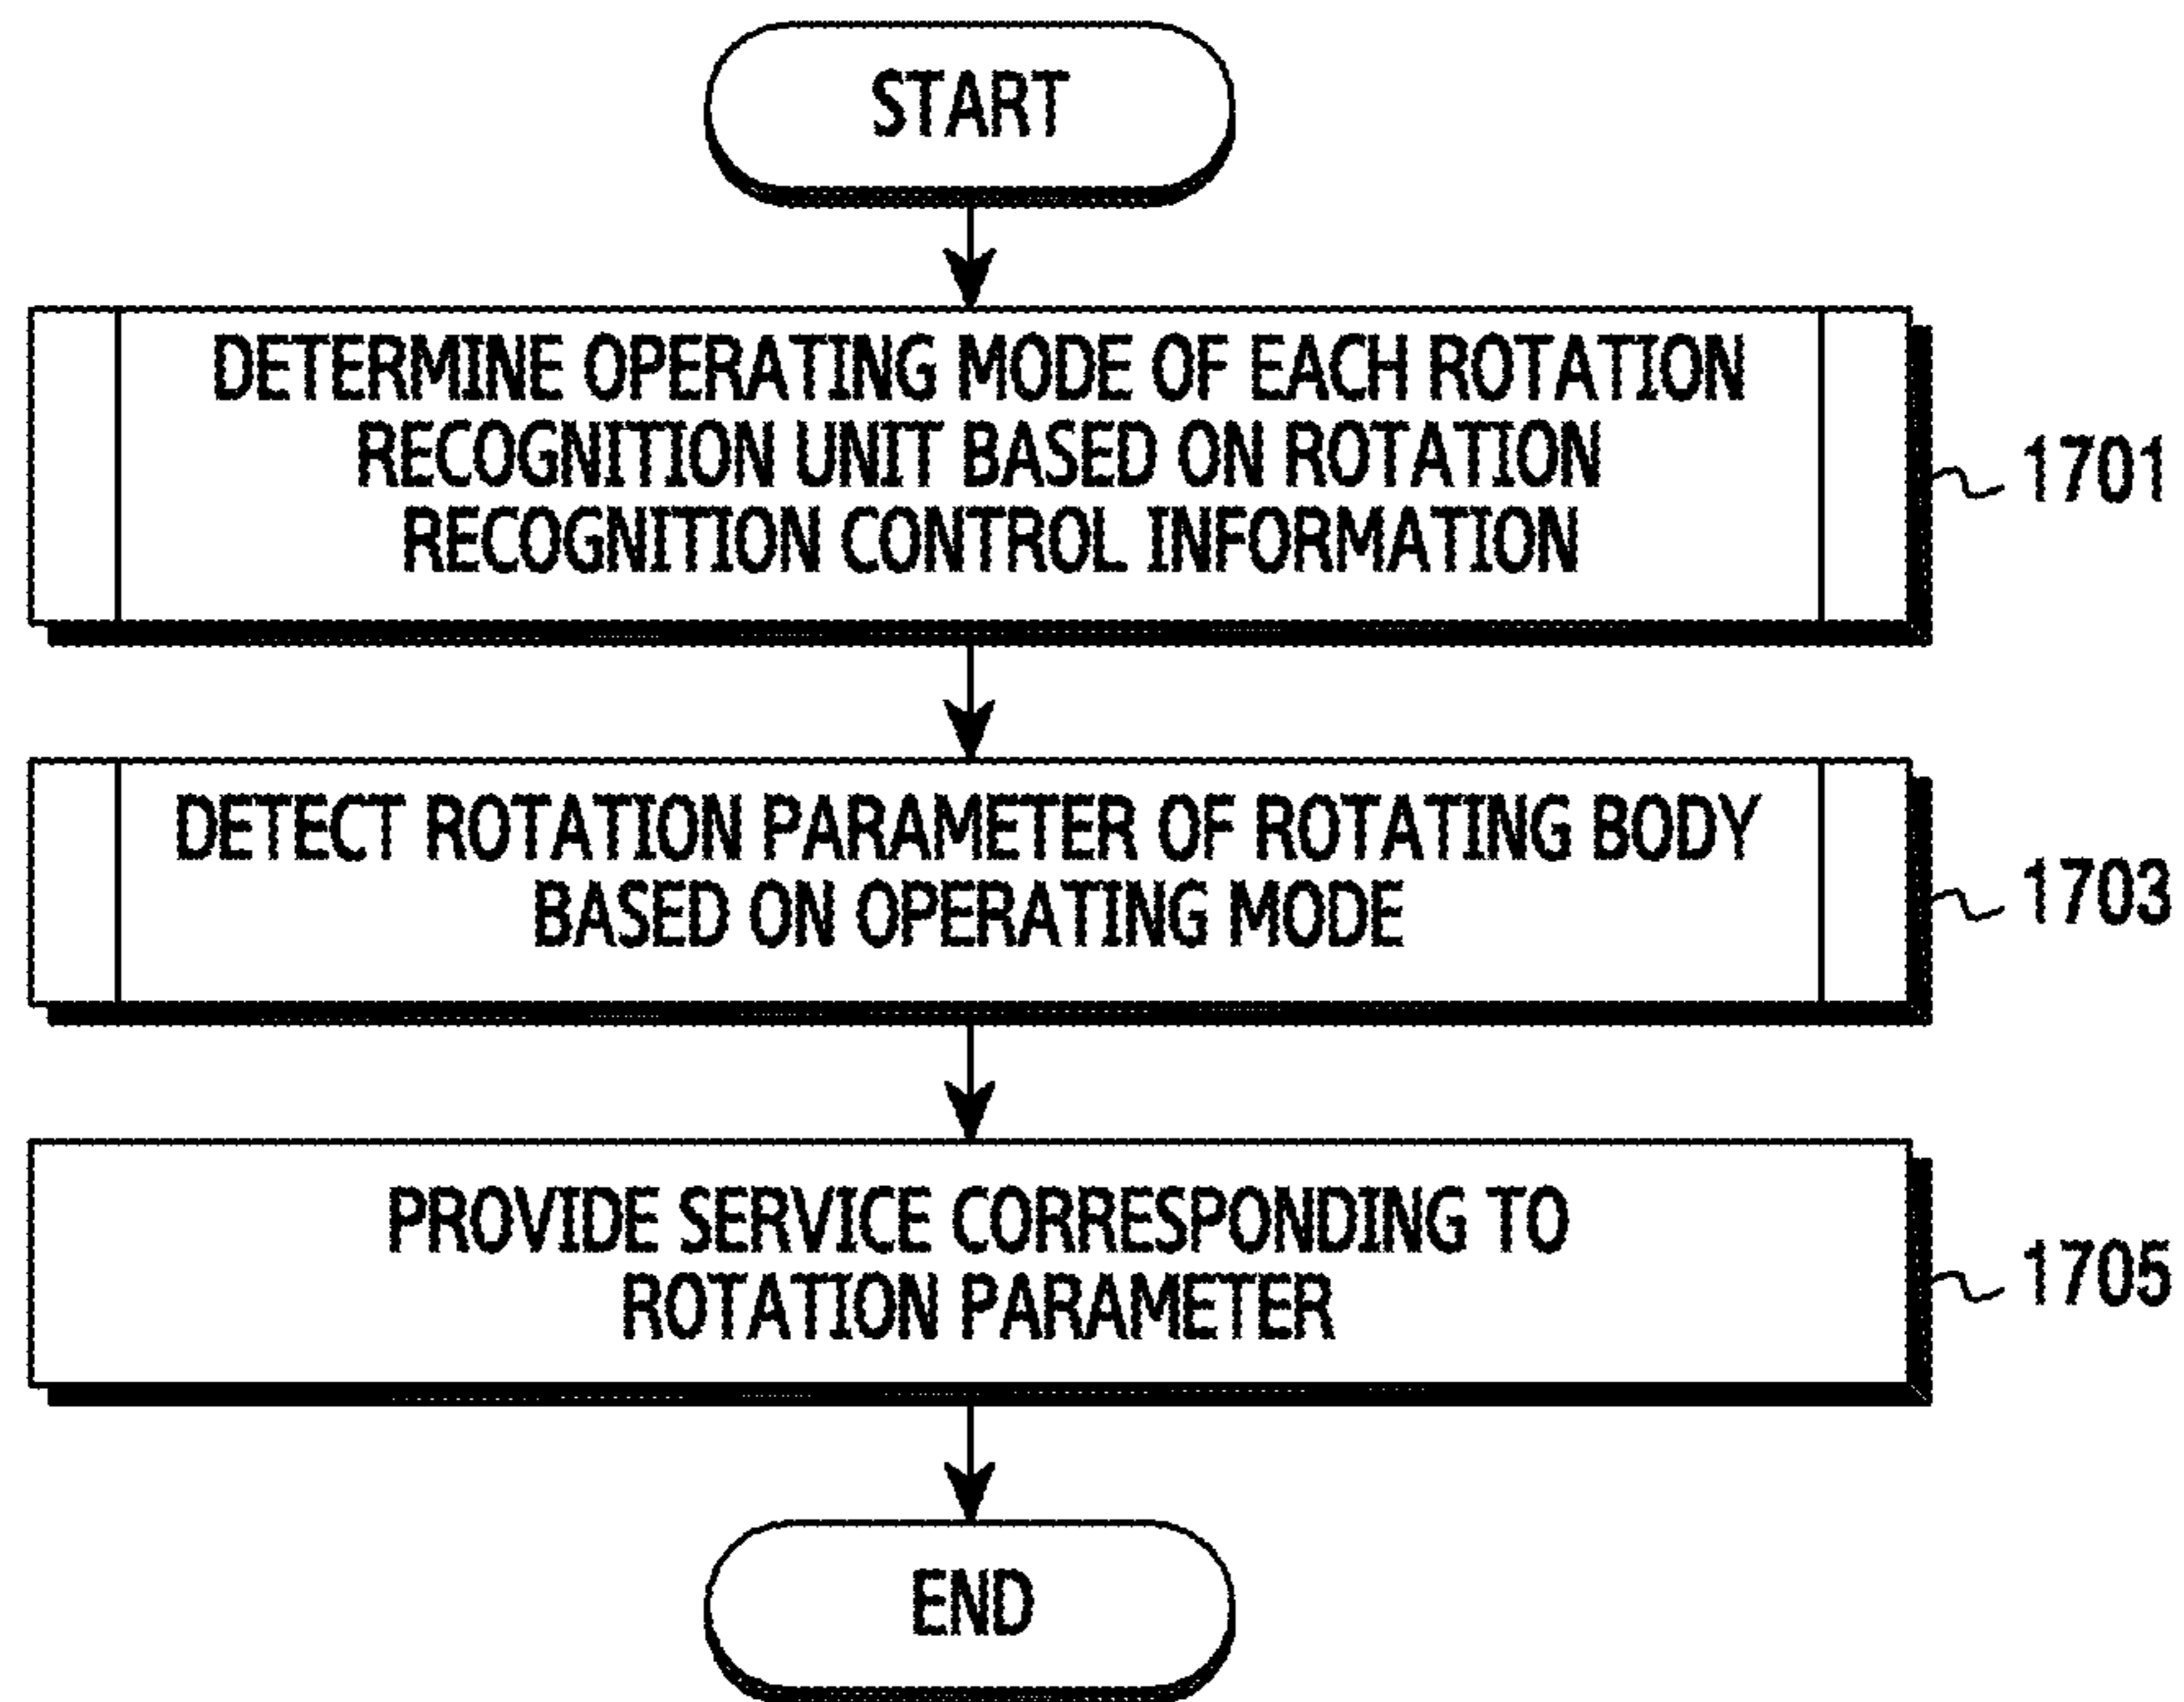 START
DETERMINE OPERATING MODE OF EACH ROTATION
RECOGNITION UNIT BASED ON ROTATION
RECOGNITION CONTROL INFORMATION
1701
DETECT ROTATION PARAMETER OF ROTATING BODY
BASED ON OPERATING MODE
1703
PROVIDE SERVICE CORRESPONDING TO
ROTATION PARAMETER
1705
END